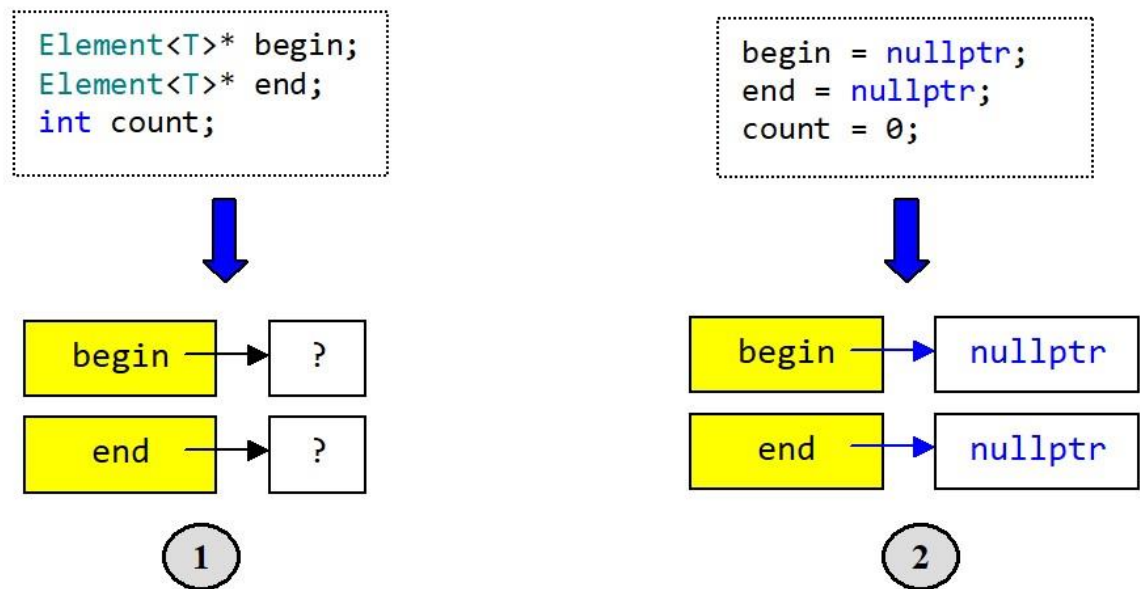 Element<T>* begin;
Element<T>* end;
int count;
begin = nullptr;
end = nullptr;
count = 0;
begin ?
end ?
begin nullptr
end nullptr
1
2